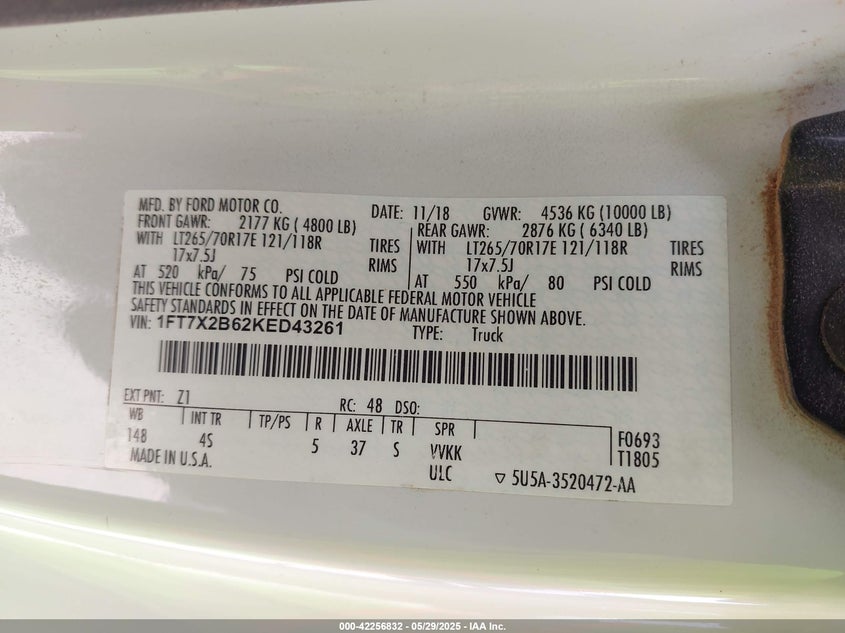 MFD. BY FORD MOTOR CO. DATE: 11/18 GVWR: 4536 KG (10000 LB)
FRONT GAWR: 2177 KG ( 4800 LB) REAR GAWR: 2876 KG ( 6340 LB)
WITH LT265/70R17E 121/118R TIRES WITH LT265/70R17E 121/118R TIRES
17x7.5J RIMS 17x7.5J RIMS
AT 520 kPa/ 75 PSI COLD AT 550 kPa/ 80 PSI COLD
THIS VEHICLE CONFORMS TO ALL APPLICABLE FEDERAL MOTOR VEHICLE
SAFETY STANDARDS IN EFFECT ON THE DATE OF MANUFACTURE SHOWN ABOVE.
VIN: 1FT7X2B62KED43261 TYPE: Truck
EXT PNT: Z1 RC: 48 DSO:
WB INT TR TP/PS R AXLE TR SPR F0693
148 4S 5 37 S VVKK T1805
MADE IN U.S.A. ULC ▽ 5U5A-3520472-AA
000-42256832 - 05/29/2025 - IAA Inc.